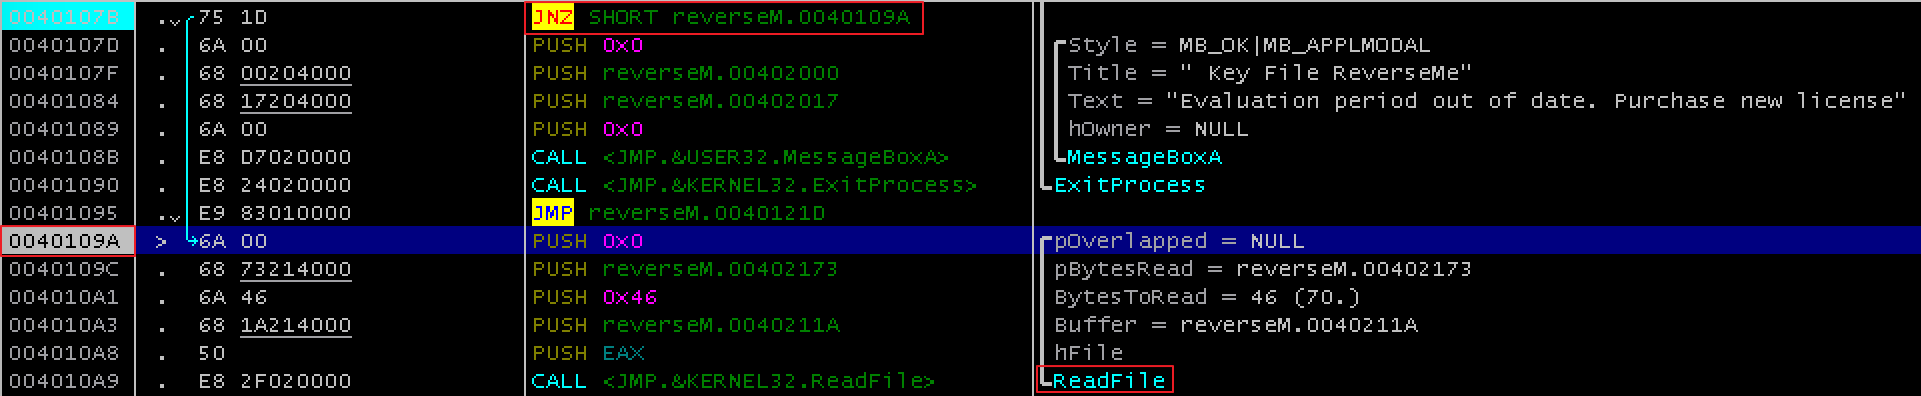 0040107B .⌄ 75 1D JNZ SHORT reverseM.0040109A
0040107D . 6A 00 PUSH 0x0 Style = MB_OK|MB_APPLMODAL
0040107F . 68 00204000 PUSH reverseM.00402000 Title = " Key File ReverseMe"
00401084 . 68 17204000 PUSH reverseM.00402017 Text = "Evaluation period out of date. Purchase new license"
00401089 . 6A 00 PUSH 0x0 hOwner = NULL
0040108B . E8 D7020000 CALL <JMP.&USER32.MessageBoxA> MessageBoxA
00401090 . E8 24020000 CALL <JMP.&KERNEL32.ExitProcess> ExitProcess
00401095 .⌄ E9 83010000 JMP reverseM.0040121D
0040109A > 6A 00 PUSH 0x0 pOverlapped = NULL
0040109C . 68 73214000 PUSH reverseM.00402173 pBytesRead = reverseM.00402173
004010A1 . 6A 46 PUSH 0x46 BytesToRead = 46 (70.)
004010A3 . 68 1A214000 PUSH reverseM.0040211A Buffer = reverseM.0040211A
004010A8 . 50 PUSH EAX hFile
004010A9 . E8 2F020000 CALL <JMP.&KERNEL32.ReadFile> ReadFile